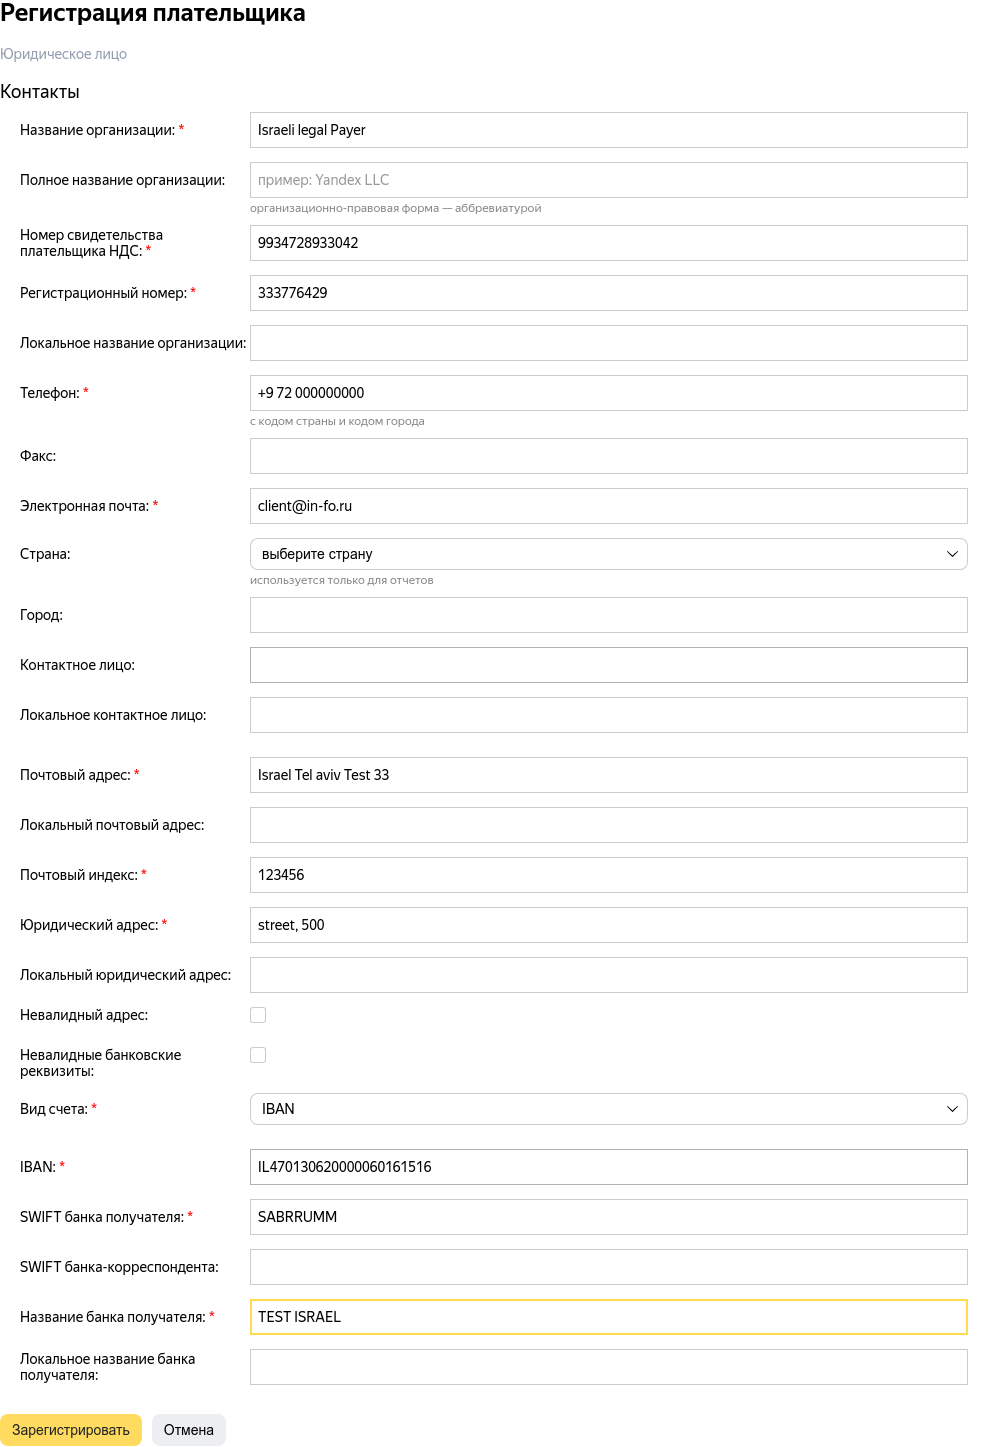 Регистрация плательщика
Юридическое лицо
Контакты
Название организации: * Israeli legal Payer
Полное название организации: пример: Yandex LLC
организационно-правовая форма — аббревиатурой
Номер свидетельства
плательщика НДС: * 9934728933042
Регистрационный номер: * 333776429
Локальное название организации:
Телефон: * +9 72 000000000
с кодом страны и кодом города
Факс:
Электронная почта: * client@in-fo.ru
Страна: выберите страну
используется только для отчетов
Город:
Контактное лицо:
Локальное контактное лицо:
Почтовый адрес: * Israel Tel aviv Test 33
Локальный почтовый адрес:
Почтовый индекс: * 123456
Юридический адрес: * street, 500
Локальный юридический адрес:
Невалидный адрес:
Невалидные банковские
реквизиты:
Вид счета: * IBAN
IBAN: * IL470130620000060161516
SWIFT банка получателя: * SABRRUMM
SWIFT банка-корреспондента:
Название банка получателя: * TEST ISRAEL
Локальное название банка
получателя:
Зарегистрировать Отмена